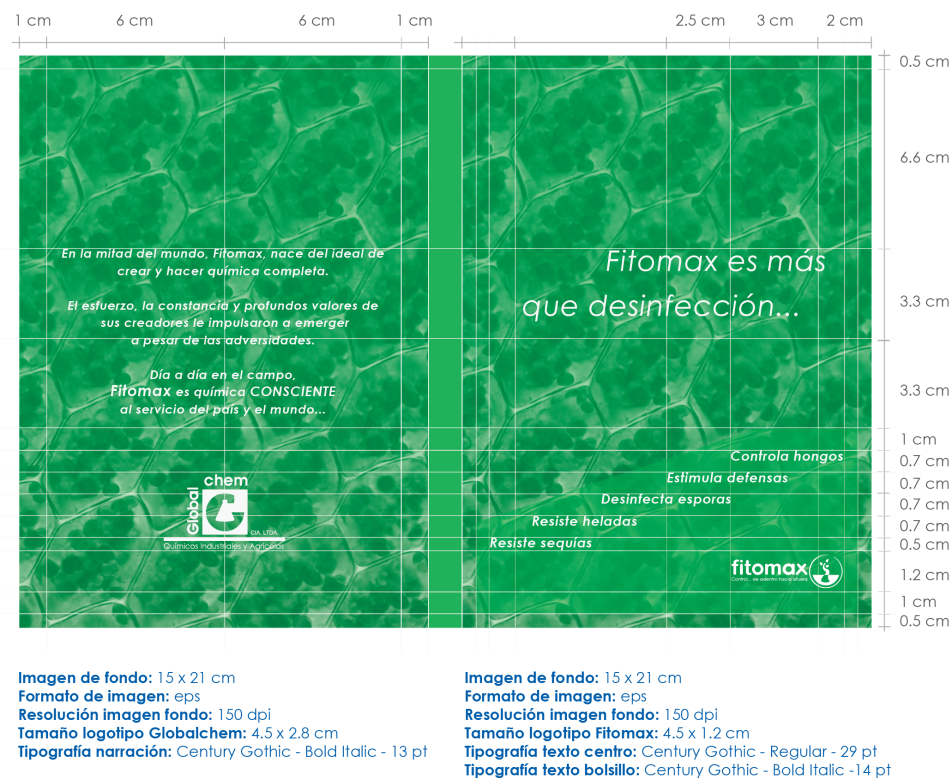 1 cm 6 cm 6 cm 1 cm 2.5 cm 3 cm 2 cm
0.5 cm
6.6 cm
3.3 cm
3.3 cm
1 cm
0.7 cm
0.7 cm
0.7 cm
0.7 cm
0.5 cm
1.2 cm
1 cm
0.5 cm
En la mitad del mundo, Fitomax, nace del ideal de
crear y hacer química completa.
El esfuerzo, la constancia y profundos valores de
sus creadores le impulsaron a emerger
a pesar de las adversidades.
Día a día en el campo,
Fitomax es química CONSCIENTE
al servicio del país y el mundo...
Global
chem
CIA. LTDA.
Químicos Industriales y Agrícolas
Fitomax es más
que desinfección...
Controla hongos
Estimula defensas
Desinfecta esporas
Resiste heladas
Resiste sequías
fitomax
Control... de adentro hacia afuera
Imagen de fondo: 15 x 21 cm
Formato de imagen: eps
Resolución imagen fondo: 150 dpi
Tamaño logotipo Globalchem: 4.5 x 2.8 cm
Tipografía narración: Century Gothic - Bold Italic - 13 pt
Imagen de fondo: 15 x 21 cm
Formato de imagen: eps
Resolución imagen fondo: 150 dpi
Tamaño logotipo Fitomax: 4.5 x 1.2 cm
Tipografía texto centro: Century Gothic - Regular - 29 pt
Tipografía texto bolsillo: Century Gothic - Bold Italic -14 pt